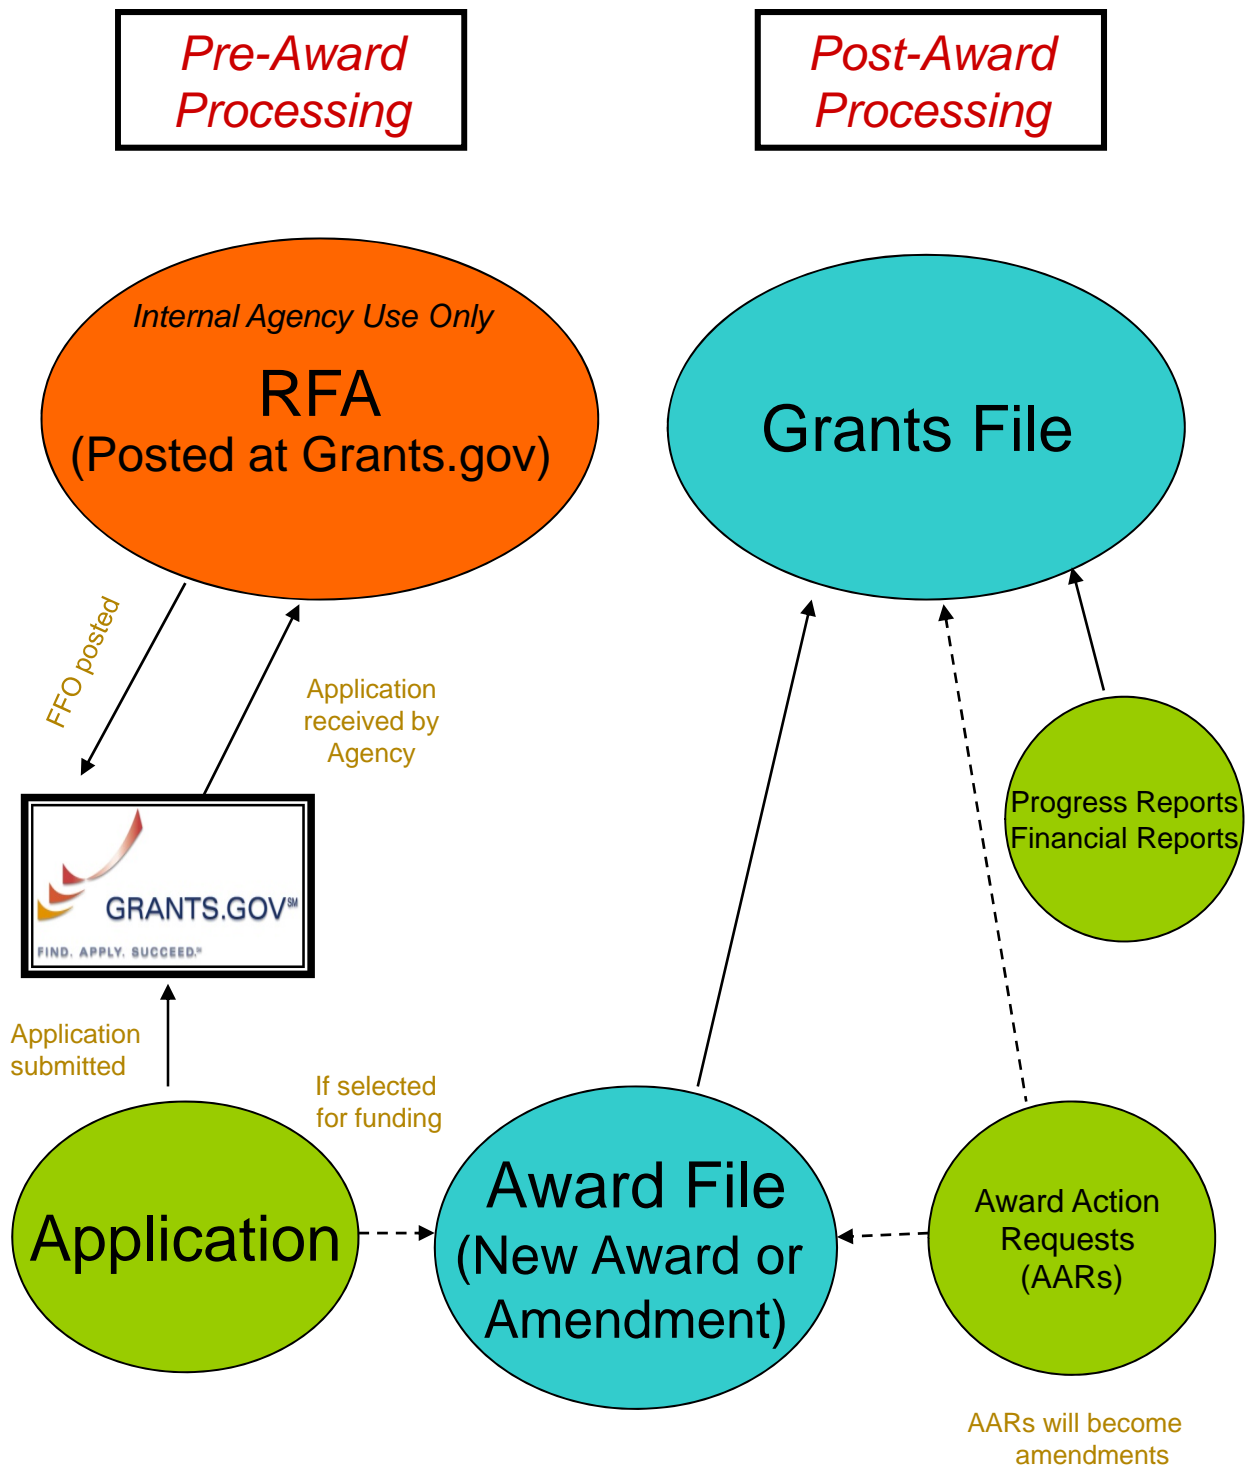 Pre-Award
Processing
Post-Award
Processing
Internal Agency Use Only
RFA
(Posted at Grants.gov)
Grants File
FFO posted
Application
received by
Agency
Progress Reports
Financial Reports
GRANTS.GOV℠
FIND. APPLY. SUCCEED.℠
Application
submitted
If selected
for funding
Application
Award File
(New Award or
Amendment)
Award Action
Requests
(AARs)
AARs will become
amendments